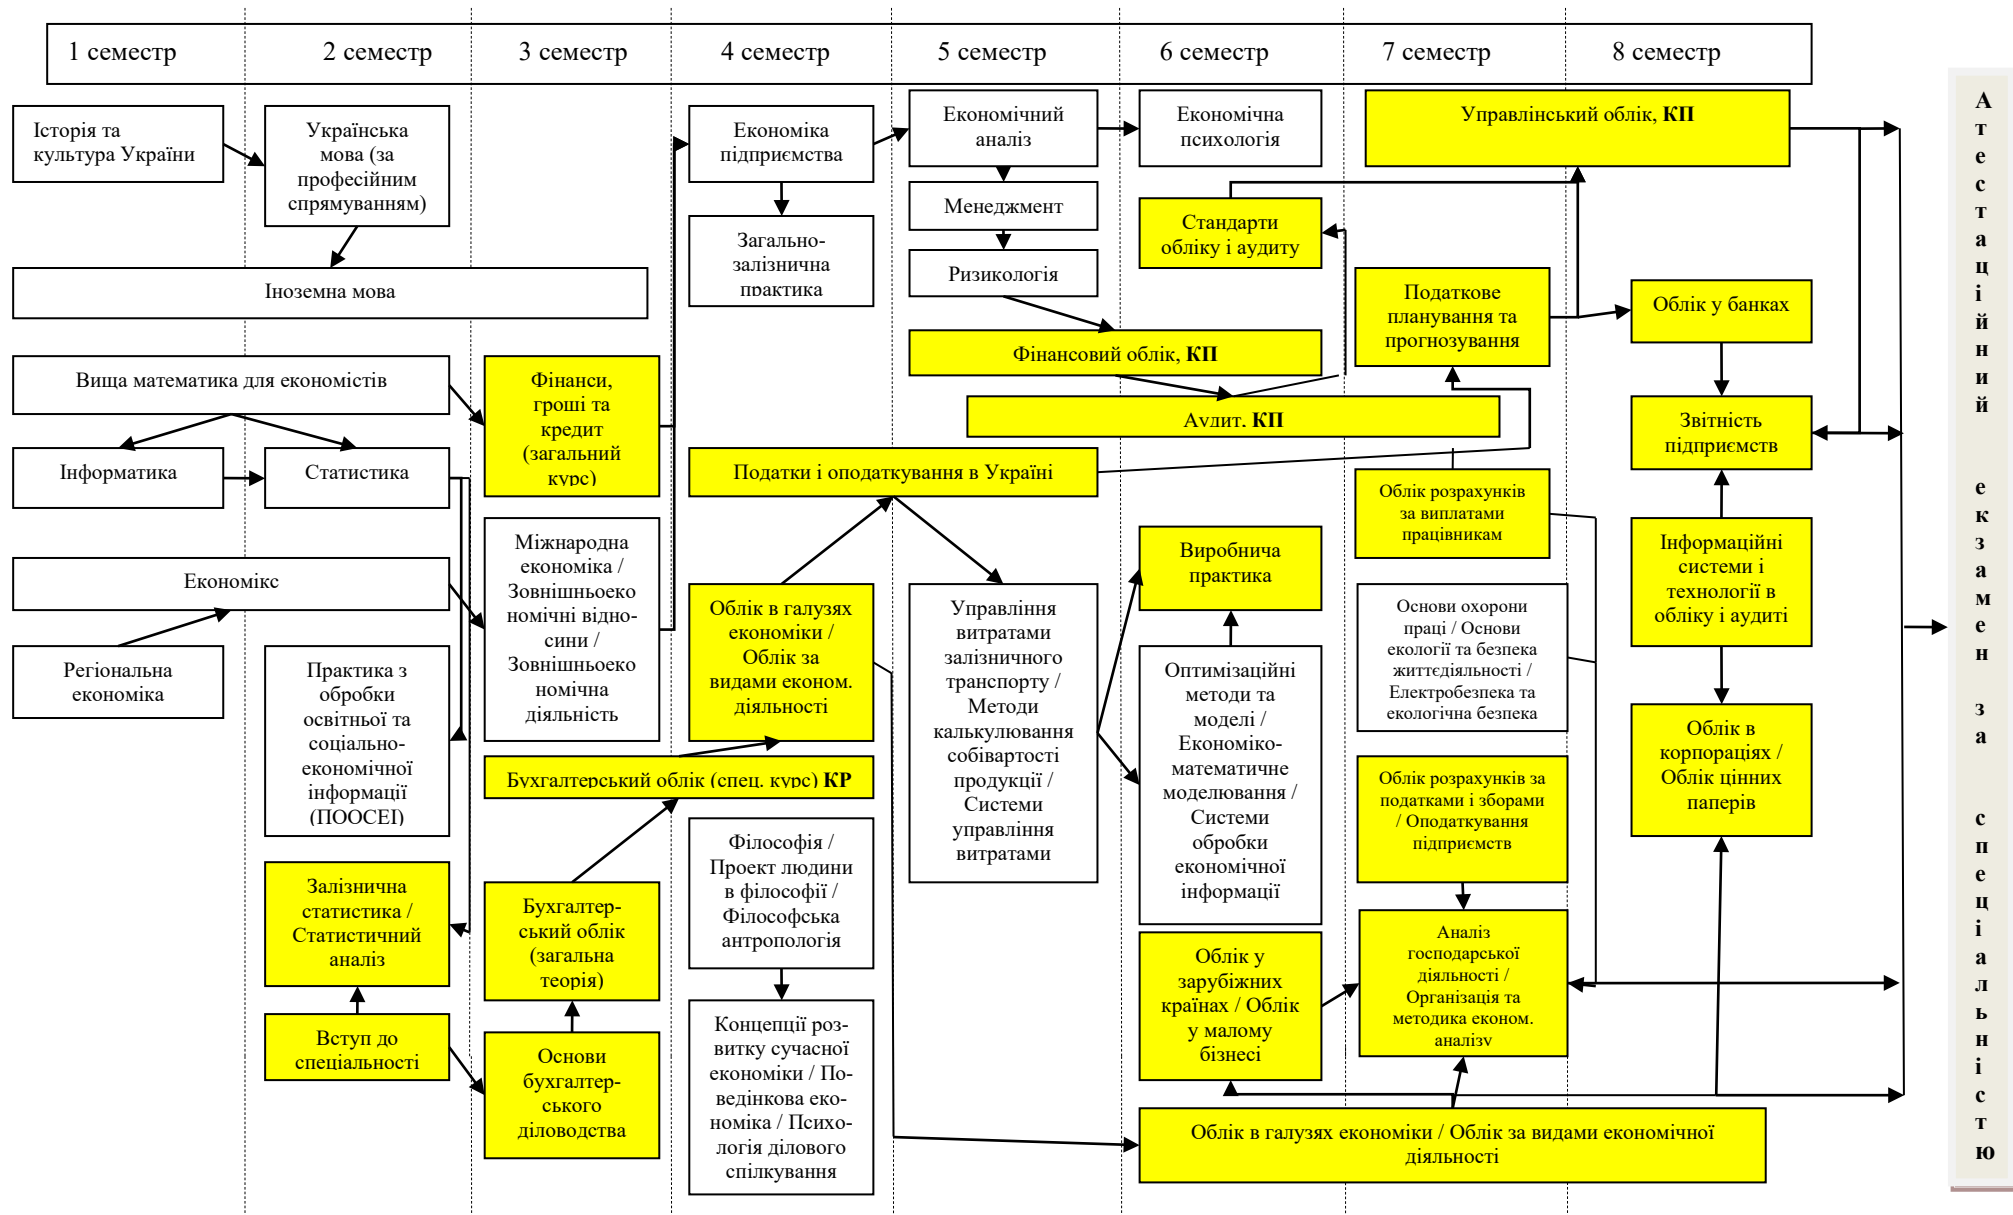 1 семестр
2 семестр
3 семестр
4 семестр
5 семестр
6 семестр
7 семестр
8 семестр
Історія та
культура України
Українська
мова (за
професійним
спрямуванням)
Іноземна мова
Вища математика для економістів
Інформатика
Статистика
Економікс
Регіональна
економіка
Практика з
обробки
освітньої та
соціально-
економічної
інформації
(ПООСЕІ)
Залізнична
статистика /
Статистичний
аналіз
Вступ до
спеціальності
Фінанси,
гроші та
кредит
(загальний
курс)
Міжнародна
економіка /
Зовнішньоеко
номічні відно-
сини /
Зовнішньоеко
номічна
діяльність
Бухгалтерський облік (спец. курс) КР
Бухгалтер-
ський облік
(загальна
теорія)
Основи
бухгалтер-
ського
діловодства
Економіка
підприємства
Загально-
залізнична
практика
Податки і оподаткування в Україні
Облік в галузях
економіки /
Облік за
видами економ.
діяльності
Філософія /
Проект людини
в філософії /
Філософська
антропологія
Концепції роз-
витку сучасної
економіки / По-
ведінкова еко-
номіка / Психо-
логія ділового
спілкування
Економічний
аналіз
Менеджмент
Ризикологія
Фінансовий облік, КП
Аудит, КП
Управління
витратами
залізничного
транспорту /
Методи
калькулювання
собівартості
продукції /
Системи
управління
витратами
Економічна
психологія
Стандарти
обліку і аудиту
Виробнича
практика
Оптимізаційні
методи та
моделі /
Економіко-
математичне
моделювання /
Системи
обробки
економічної
інформації
Облік у
зарубіжних
країнах / Облік
у малому
бізнесі
Облік в галузях економіки / Облік за видами економічної
діяльності
Управлінський облік, КП
Податкове
планування та
прогнозування
Облік розрахунків
за виплатами
працівникам
Основи охорони
праці / Основи
екології та безпека
життєдіяльності /
Електробезпека та
екологічна безпека
Облік розрахунків за
податками і зборами
/ Оподаткування
підприємств
Аналіз
господарської
діяльності /
Організація та
методика економ.
аналізу
Облік у банках
Звітність
підприємств
Інформаційні
системи і
технології в
обліку і аудиті
Облік в
корпораціях /
Облік цінних
паперів
Атестаційний екзамен за спеціальністю